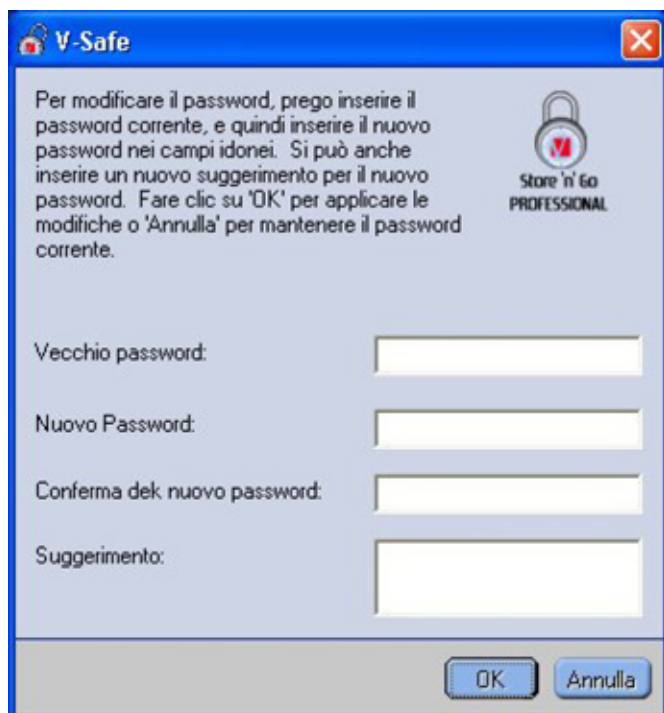 V-Safe
Per modificare il password, prego inserire il
password corrente, e quindi inserire il nuovo
password nei campi idonei. Si può anche
inserire un nuovo suggerimento per il nuovo
password. Fare clic su 'OK' per applicare le
modifiche o 'Annulla' per mantenere il password
corrente.
Store 'n' Go
PROFESSIONAL
Vecchio password:
Nuovo Password:
Conferma dek nuovo password:
Suggerimento:
OK
Annulla